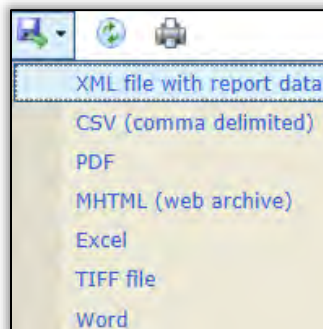 XML file with report data
CSV (comma delimited)
PDF
MHTML (web archive)
Excel
TIFF file
Word